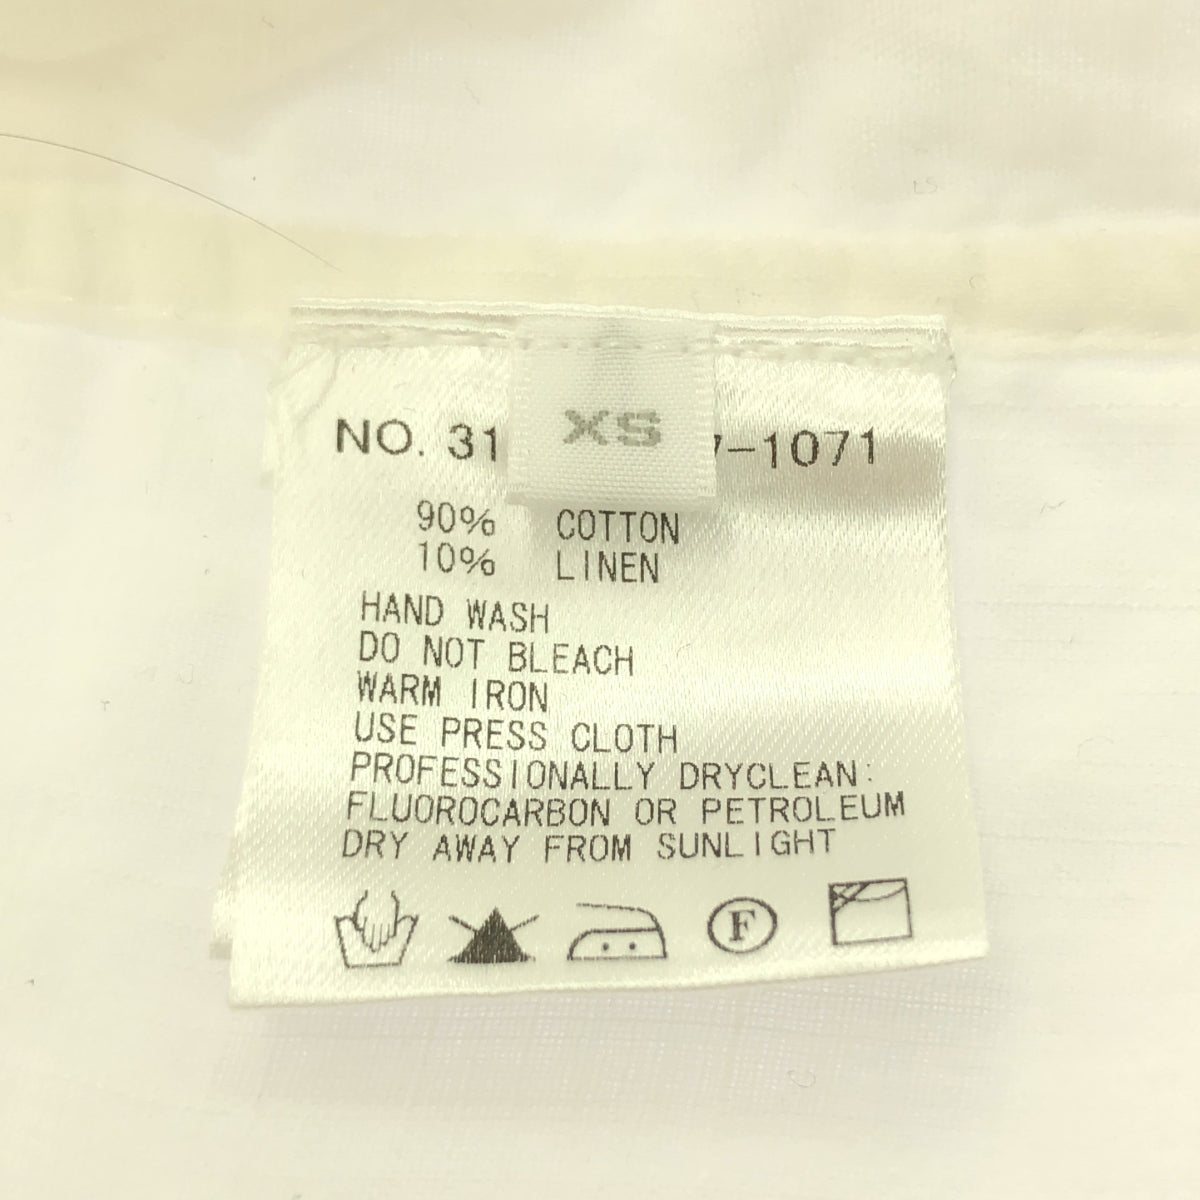 XS
NO. 31 7-1071
90% COTTON
10% LINEN
HAND WASH
DO NOT BLEACH
WARM IRON
USE PRESS CLOTH
PROFESSIONALLY DRYCLEAN:
FLUOROCARBON OR PETROLEUM
DRY AWAY FROM SUNLIGHT
F